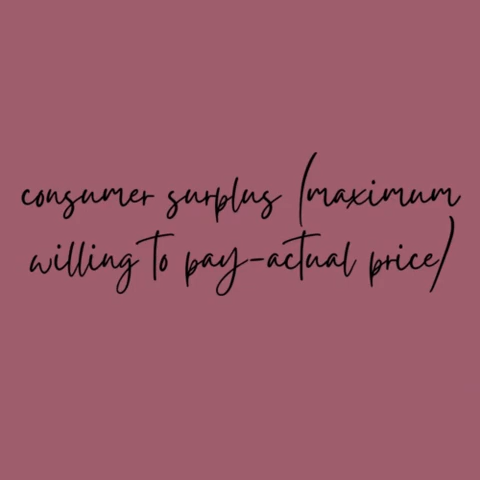 consumer surplus (maximum
willing to pay-actual price)